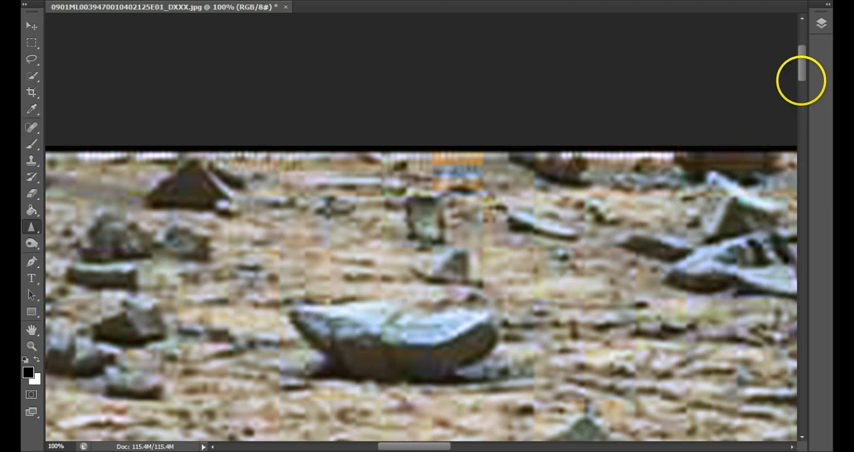 0901ML0039470010402125E01_DXXX.jpg @ 100% (RGB/8#) * ×
T
100%
Doc: 115.4M/115.4M